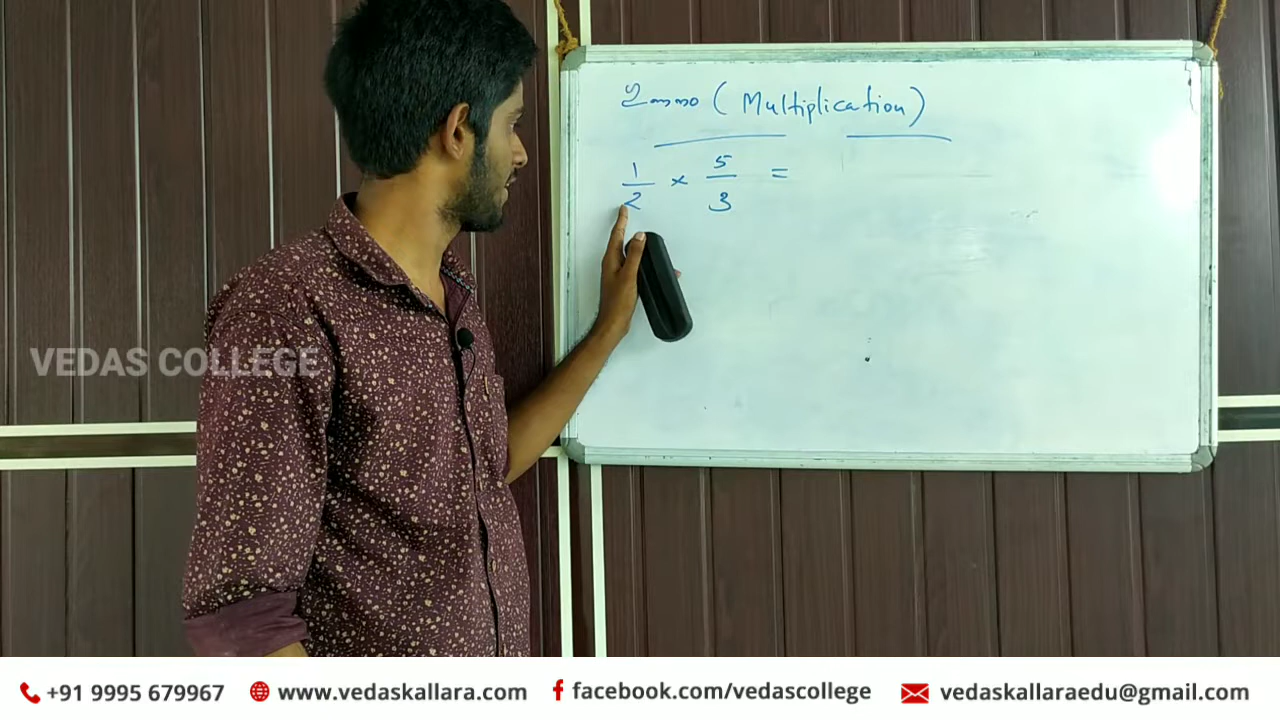 ഗുണനം (Multiplication)
1/2 × 5/3 =
VEDAS COLLEGE
+91 9995 679967 www.vedaskallara.com facebook.com/vedascollege vedaskallaraedu@gmail.com